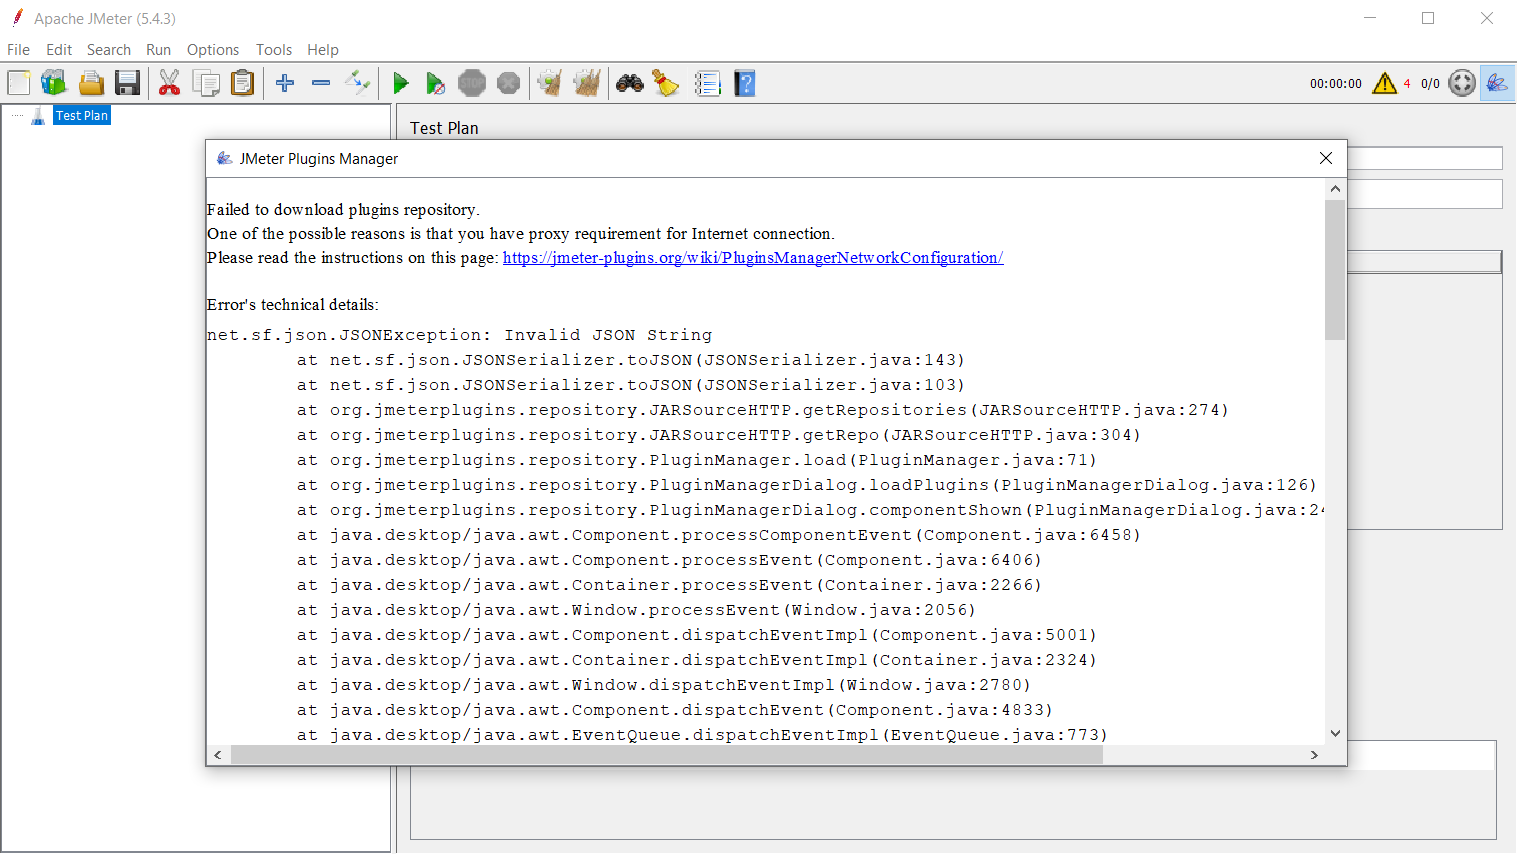 Apache JMeter (5.4.3)
File Edit Search Run Options Tools Help
STOP
00:00:00 4 0/0
Test Plan
Test Plan
JMeter Plugins Manager
Failed to download plugins repository.
One of the possible reasons is that you have proxy requirement for Internet connection.
Please read the instructions on this page: https://jmeter-plugins.org/wiki/PluginsManagerNetworkConfiguration/
Error's technical details:
net.sf.json.JSONException: Invalid JSON String
at net.sf.json.JSONSerializer.toJSON(JSONSerializer.java:143)
at net.sf.json.JSONSerializer.toJSON(JSONSerializer.java:103)
at org.jmeterplugins.repository.JARSourceHTTP.getRepositories(JARSourceHTTP.java:274)
at org.jmeterplugins.repository.JARSourceHTTP.getRepo(JARSourceHTTP.java:304)
at org.jmeterplugins.repository.PluginManager.load(PluginManager.java:71)
at org.jmeterplugins.repository.PluginManagerDialog.loadPlugins(PluginManagerDialog.java:126)
at org.jmeterplugins.repository.PluginManagerDialog.componentShown(PluginManagerDialog.java:24
at java.desktop/java.awt.Component.processComponentEvent(Component.java:6458)
at java.desktop/java.awt.Component.processEvent(Component.java:6406)
at java.desktop/java.awt.Container.processEvent(Container.java:2266)
at java.desktop/java.awt.Window.processEvent(Window.java:2056)
at java.desktop/java.awt.Component.dispatchEventImpl(Component.java:5001)
at java.desktop/java.awt.Container.dispatchEventImpl(Container.java:2324)
at java.desktop/java.awt.Window.dispatchEventImpl(Window.java:2780)
at java.desktop/java.awt.Component.dispatchEvent(Component.java:4833)
at java.desktop/java.awt.EventQueue.dispatchEventImpl(EventQueue.java:773)